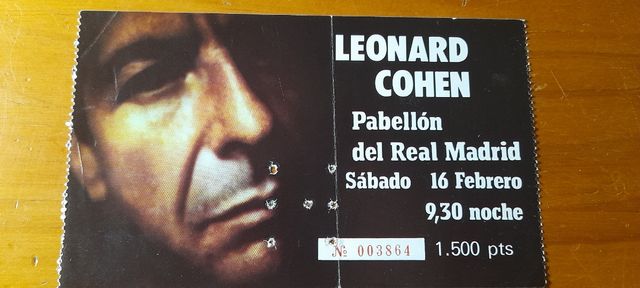 LEONARD
COHEN
Pabellón
del Real Madrid
Sábado 16 Febrero
9,30 noche
Nº 003864 1.500 pts